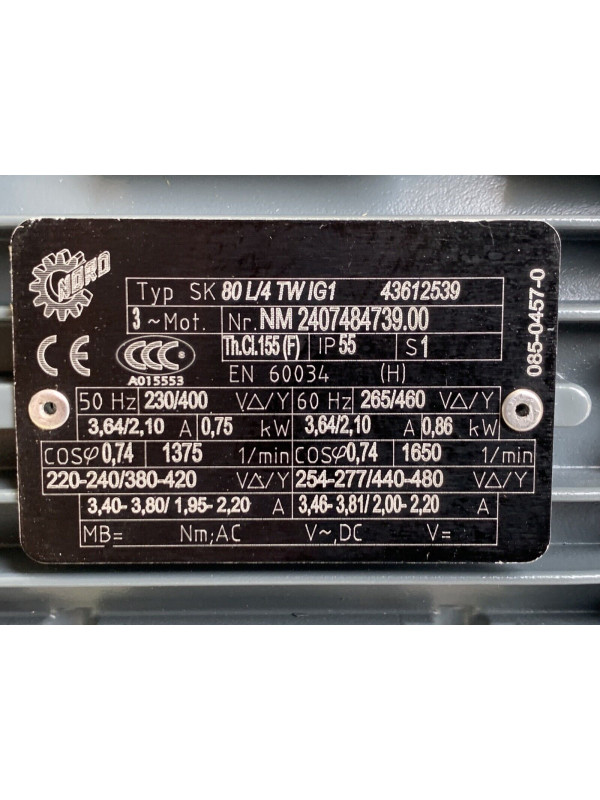 NORD
Typ SK 80 L/4 TW IG1 43612539
3~Mot. Nr. NM 2407484739.00
Th.Cl.155 (F) IP 55 S 1
CE CCC
A015553
EN 60034 (H)
50 Hz 230/400 V△/Y 60 Hz 265/460 V△/Y
3,64/2,10 A 0,75 kW 3,64/2,10 A 0,86 kW
cosφ 0,74 1375 1/min cosφ 0,74 1650 1/min
220-240/380-420 V△/Y 254-277/440-480 V△/Y
3,40- 3,80/ 1,95- 2,20 A 3,46- 3,81/ 2,00- 2,20 A
MB= Nm;AC V~,DC V=
085-0457-0